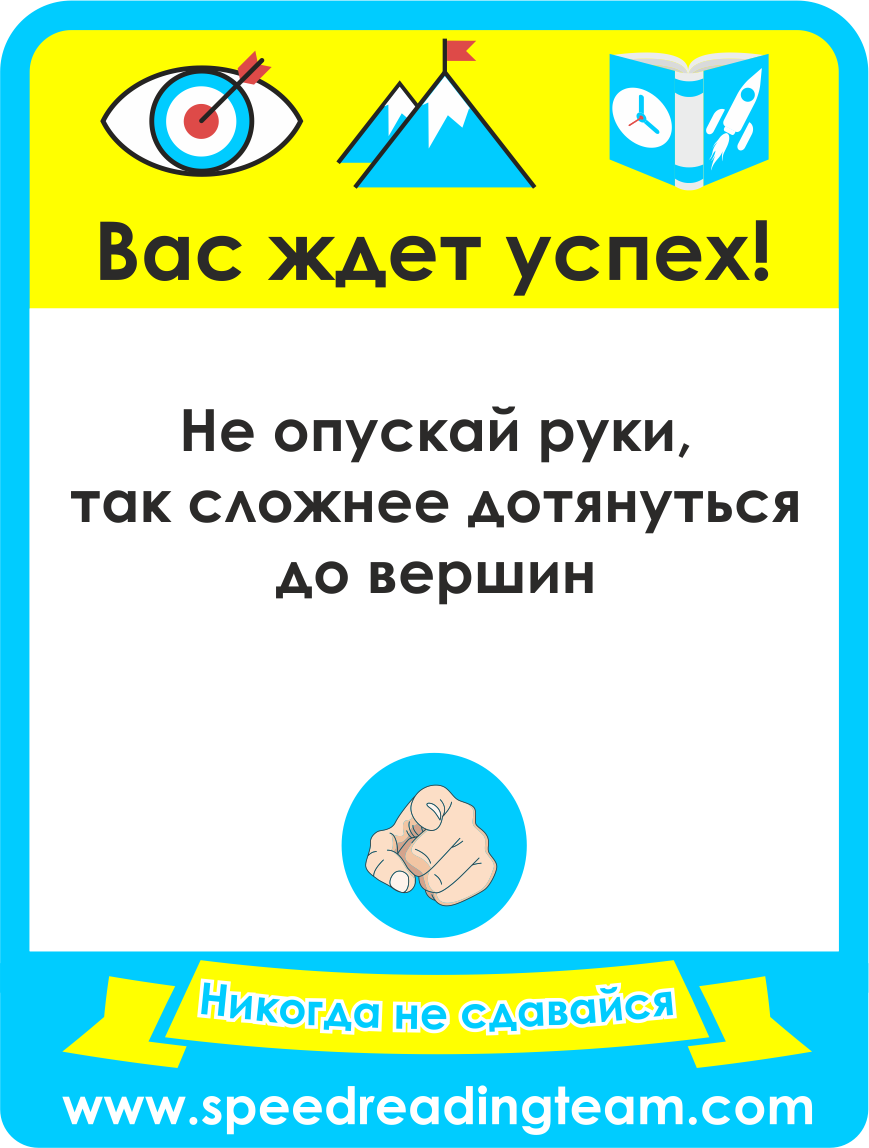 Вас ждет успех!
Не опускай руки,
так сложнее дотянуться
до вершин
Никогда не сдавайся
www.speedreadingteam.com